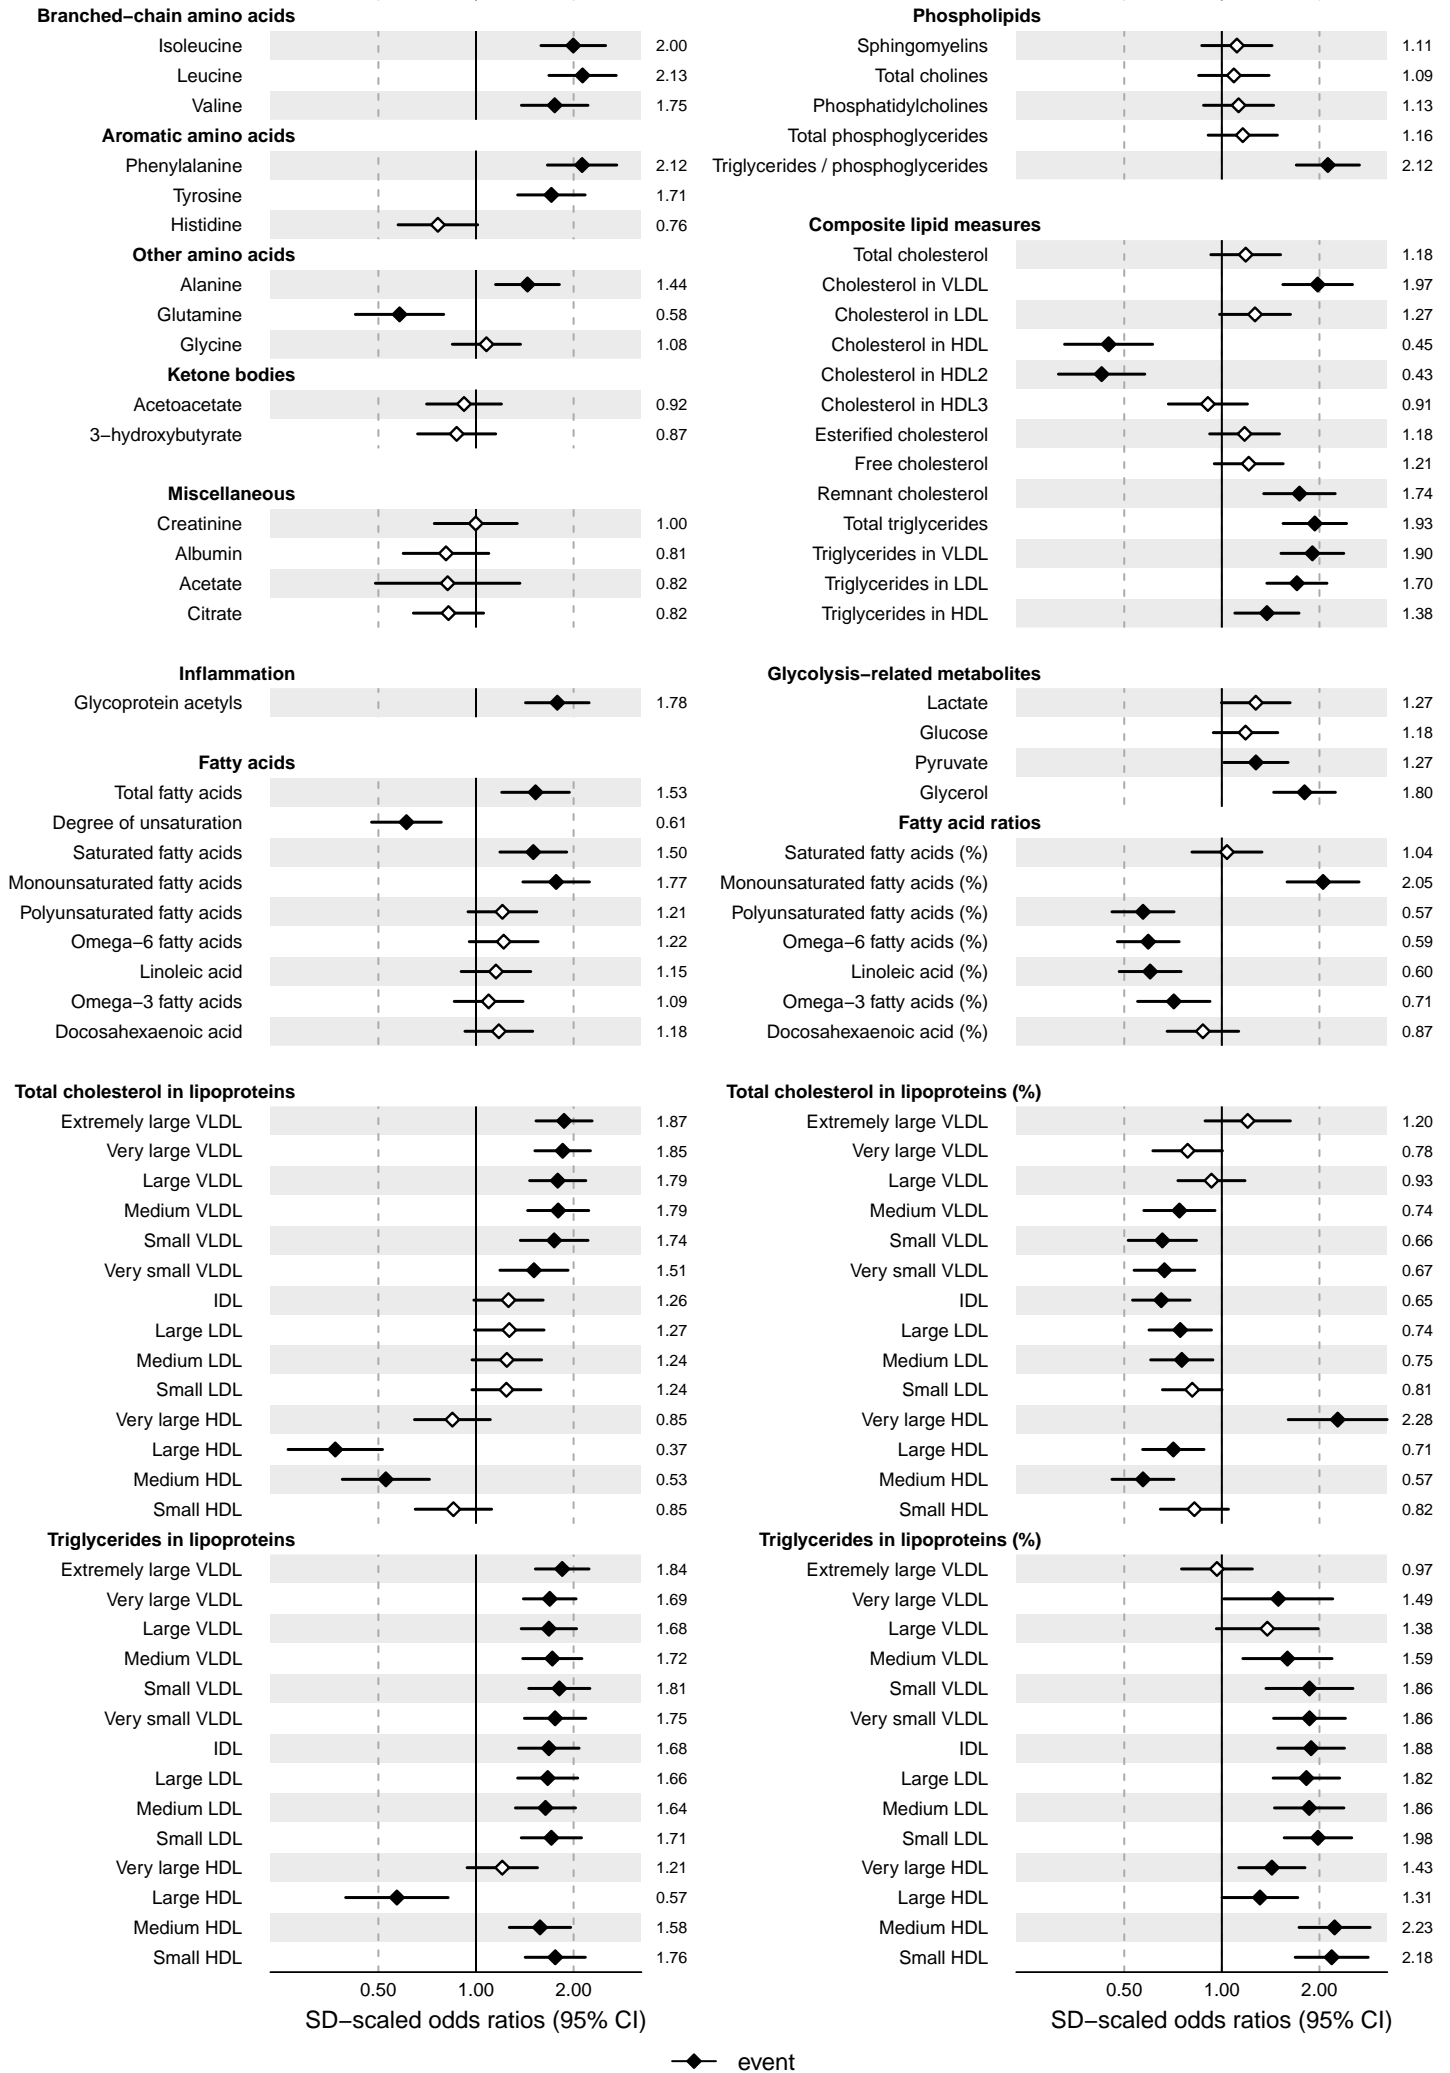 Branched−chain amino acids
Isoleucine 2.00
Leucine 2.13
Valine 1.75
Aromatic amino acids
Phenylalanine 2.12
Tyrosine 1.71
Histidine 0.76
Other amino acids
Alanine 1.44
Glutamine 0.58
Glycine 1.08
Ketone bodies
Acetoacetate 0.92
3−hydroxybutyrate 0.87
Miscellaneous
Creatinine 1.00
Albumin 0.81
Acetate 0.82
Citrate 0.82
Inflammation
Glycoprotein acetyls 1.78
Fatty acids
Total fatty acids 1.53
Degree of unsaturation 0.61
Saturated fatty acids 1.50
Monounsaturated fatty acids 1.77
Polyunsaturated fatty acids 1.21
Omega−6 fatty acids 1.22
Linoleic acid 1.15
Omega−3 fatty acids 1.09
Docosahexaenoic acid 1.18
Total cholesterol in lipoproteins
Extremely large VLDL 1.87
Very large VLDL 1.85
Large VLDL 1.79
Medium VLDL 1.79
Small VLDL 1.74
Very small VLDL 1.51
IDL 1.26
Large LDL 1.27
Medium LDL 1.24
Small LDL 1.24
Very large HDL 0.85
Large HDL 0.37
Medium HDL 0.53
Small HDL 0.85
Triglycerides in lipoproteins
Extremely large VLDL 1.84
Very large VLDL 1.69
Large VLDL 1.68
Medium VLDL 1.72
Small VLDL 1.81
Very small VLDL 1.75
IDL 1.68
Large LDL 1.66
Medium LDL 1.64
Small LDL 1.71
Very large HDL 1.21
Large HDL 0.57
Medium HDL 1.58
Small HDL 1.76
0.50 1.00 2.00
SD−scaled odds ratios (95% CI)
Phospholipids
Sphingomyelins 1.11
Total cholines 1.09
Phosphatidylcholines 1.13
Total phosphoglycerides 1.16
Triglycerides / phosphoglycerides 2.12
Composite lipid measures
Total cholesterol 1.18
Cholesterol in VLDL 1.97
Cholesterol in LDL 1.27
Cholesterol in HDL 0.45
Cholesterol in HDL2 0.43
Cholesterol in HDL3 0.91
Esterified cholesterol 1.18
Free cholesterol 1.21
Remnant cholesterol 1.74
Total triglycerides 1.93
Triglycerides in VLDL 1.90
Triglycerides in LDL 1.70
Triglycerides in HDL 1.38
Glycolysis−related metabolites
Lactate 1.27
Glucose 1.18
Pyruvate 1.27
Glycerol 1.80
Fatty acid ratios
Saturated fatty acids (%) 1.04
Monounsaturated fatty acids (%) 2.05
Polyunsaturated fatty acids (%) 0.57
Omega−6 fatty acids (%) 0.59
Linoleic acid (%) 0.60
Omega−3 fatty acids (%) 0.71
Docosahexaenoic acid (%) 0.87
Total cholesterol in lipoproteins (%)
Extremely large VLDL 1.20
Very large VLDL 0.78
Large VLDL 0.93
Medium VLDL 0.74
Small VLDL 0.66
Very small VLDL 0.67
IDL 0.65
Large LDL 0.74
Medium LDL 0.75
Small LDL 0.81
Very large HDL 2.28
Large HDL 0.71
Medium HDL 0.57
Small HDL 0.82
Triglycerides in lipoproteins (%)
Extremely large VLDL 0.97
Very large VLDL 1.49
Large VLDL 1.38
Medium VLDL 1.59
Small VLDL 1.86
Very small VLDL 1.86
IDL 1.88
Large LDL 1.82
Medium LDL 1.86
Small LDL 1.98
Very large HDL 1.43
Large HDL 1.31
Medium HDL 2.23
Small HDL 2.18
0.50 1.00 2.00
SD−scaled odds ratios (95% CI)
event